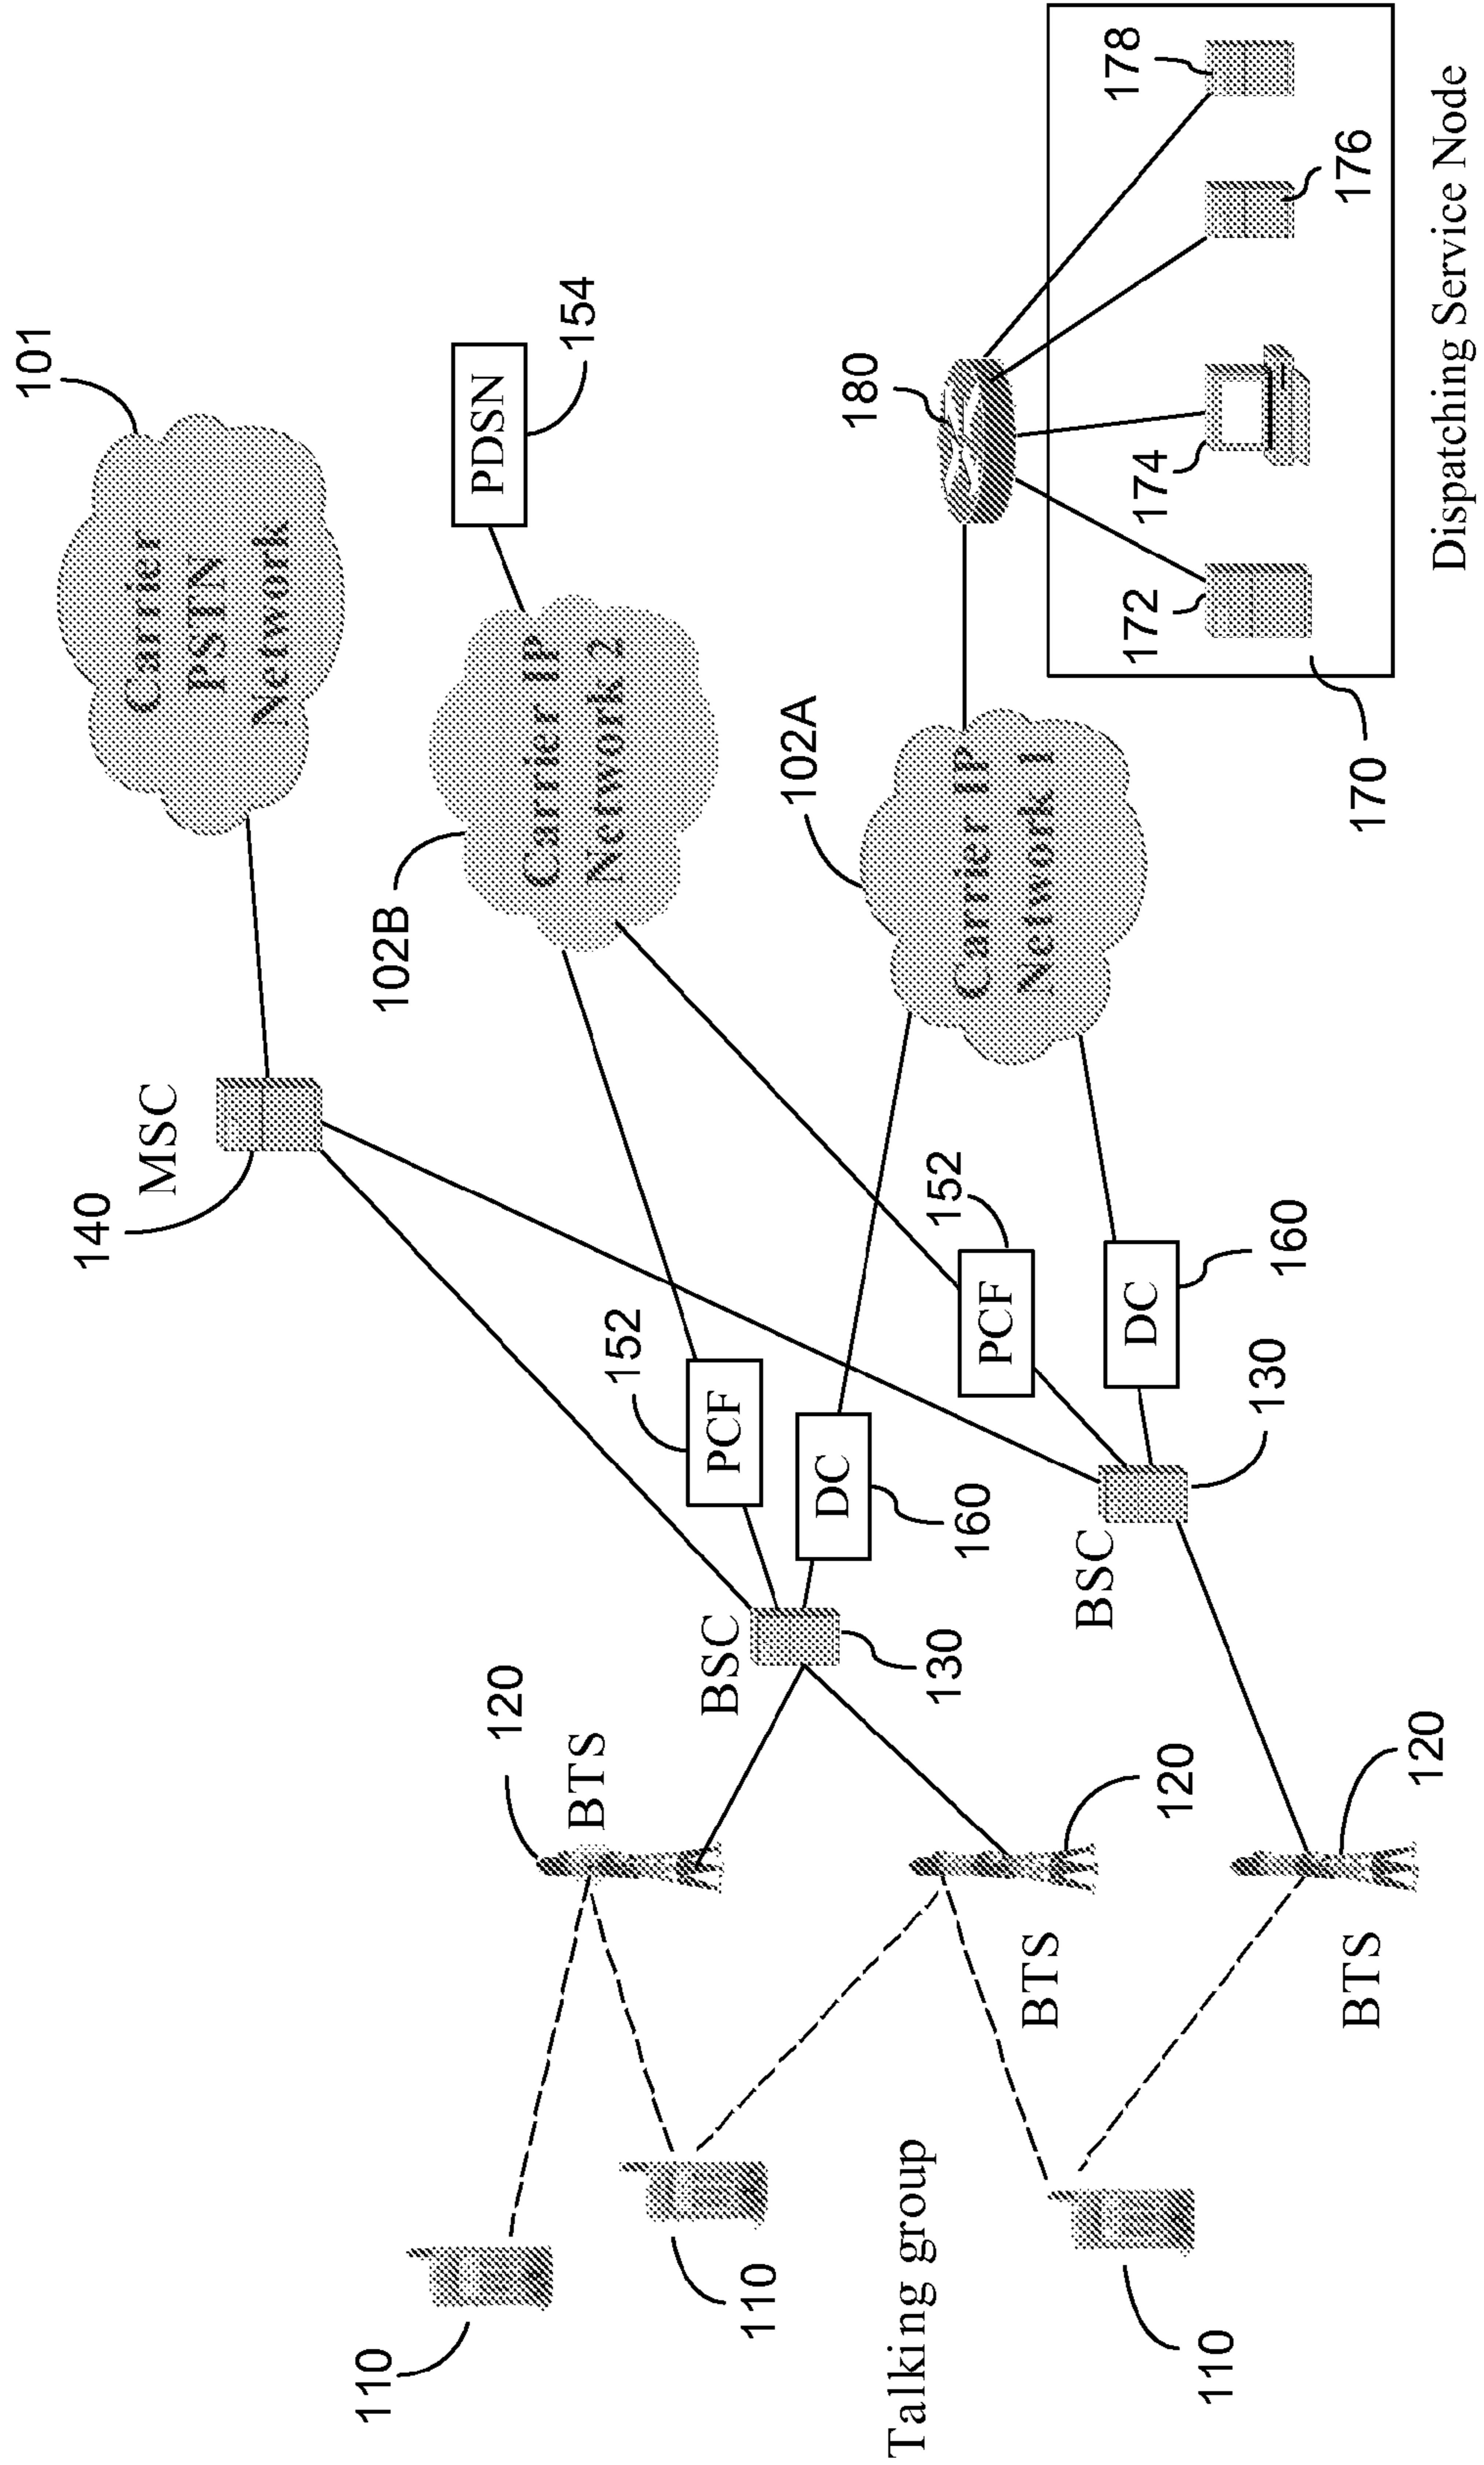 101
Carrier
PSTN
Network
MSC
140
PDSN
154
102B
Carrier IP
Network 2
120
BTS
152
PCF
BSC
130
DC
160
110
110
Talking group
180
102A
Carrier IP
Network 1
152
PCF
BTS
120
BSC
130
DC
160
172
174
176
178
170
Dispatching Service Node
110
BTS
120